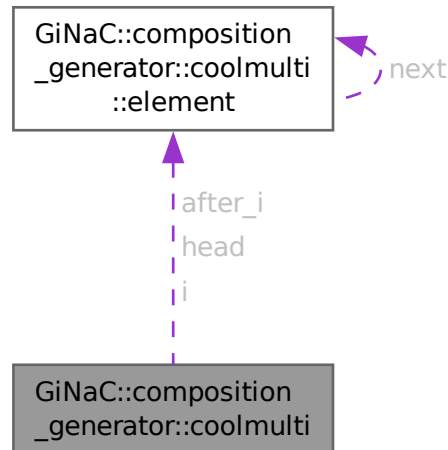 GiNaC::composition
_generator::coolmulti
::element
next
after_i
head
i
GiNaC::composition
_generator::coolmulti